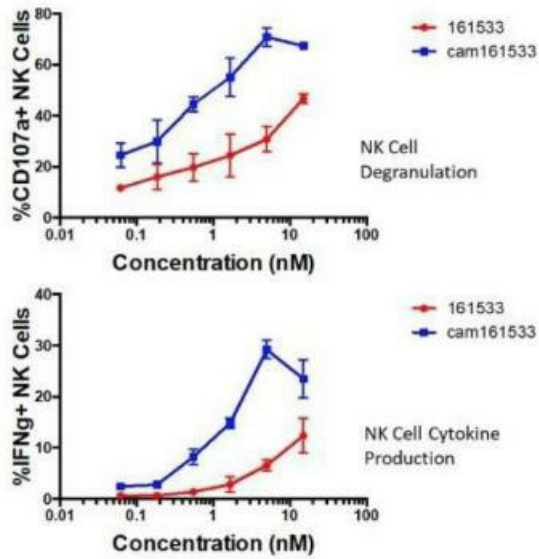 %CD107a+ NK Cells
80
60
40
20
0
0.01
0.1
1
10
100
Concentration (nM)
161533
cam161533
NK Cell
Degranulation
%IFNg+ NK Cells
40
30
20
10
0
0.01
0.1
1
10
100
Concentration (nM)
161533
cam161533
NK Cell Cytokine
Production